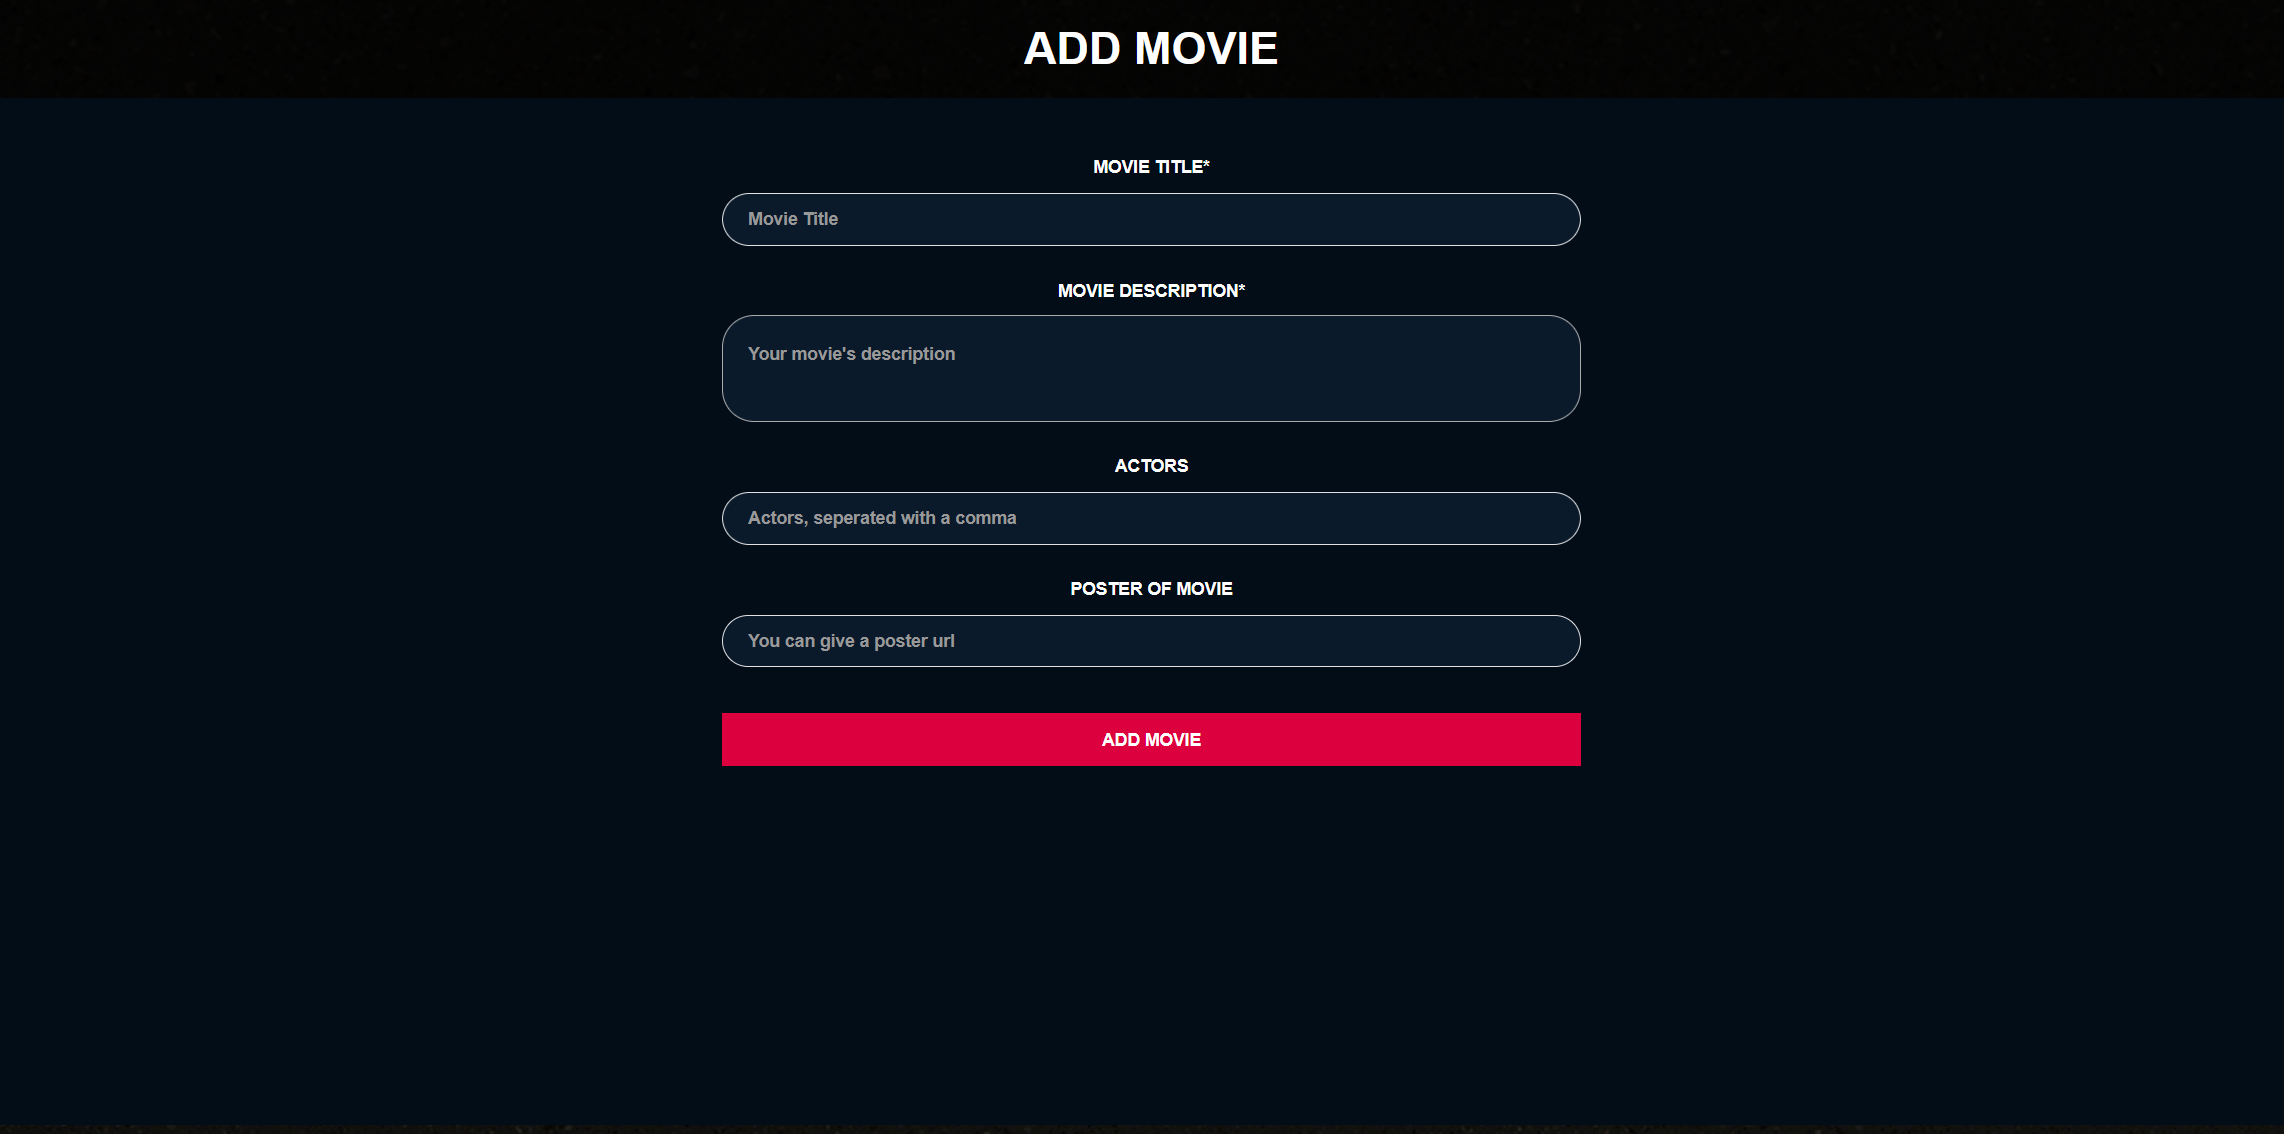 ADD MOVIE
MOVIE TITLE*
Movie Title
MOVIE DESCRIPTION*
Your movie's description
ACTORS
Actors, seperated with a comma
POSTER OF MOVIE
You can give a poster url
ADD MOVIE